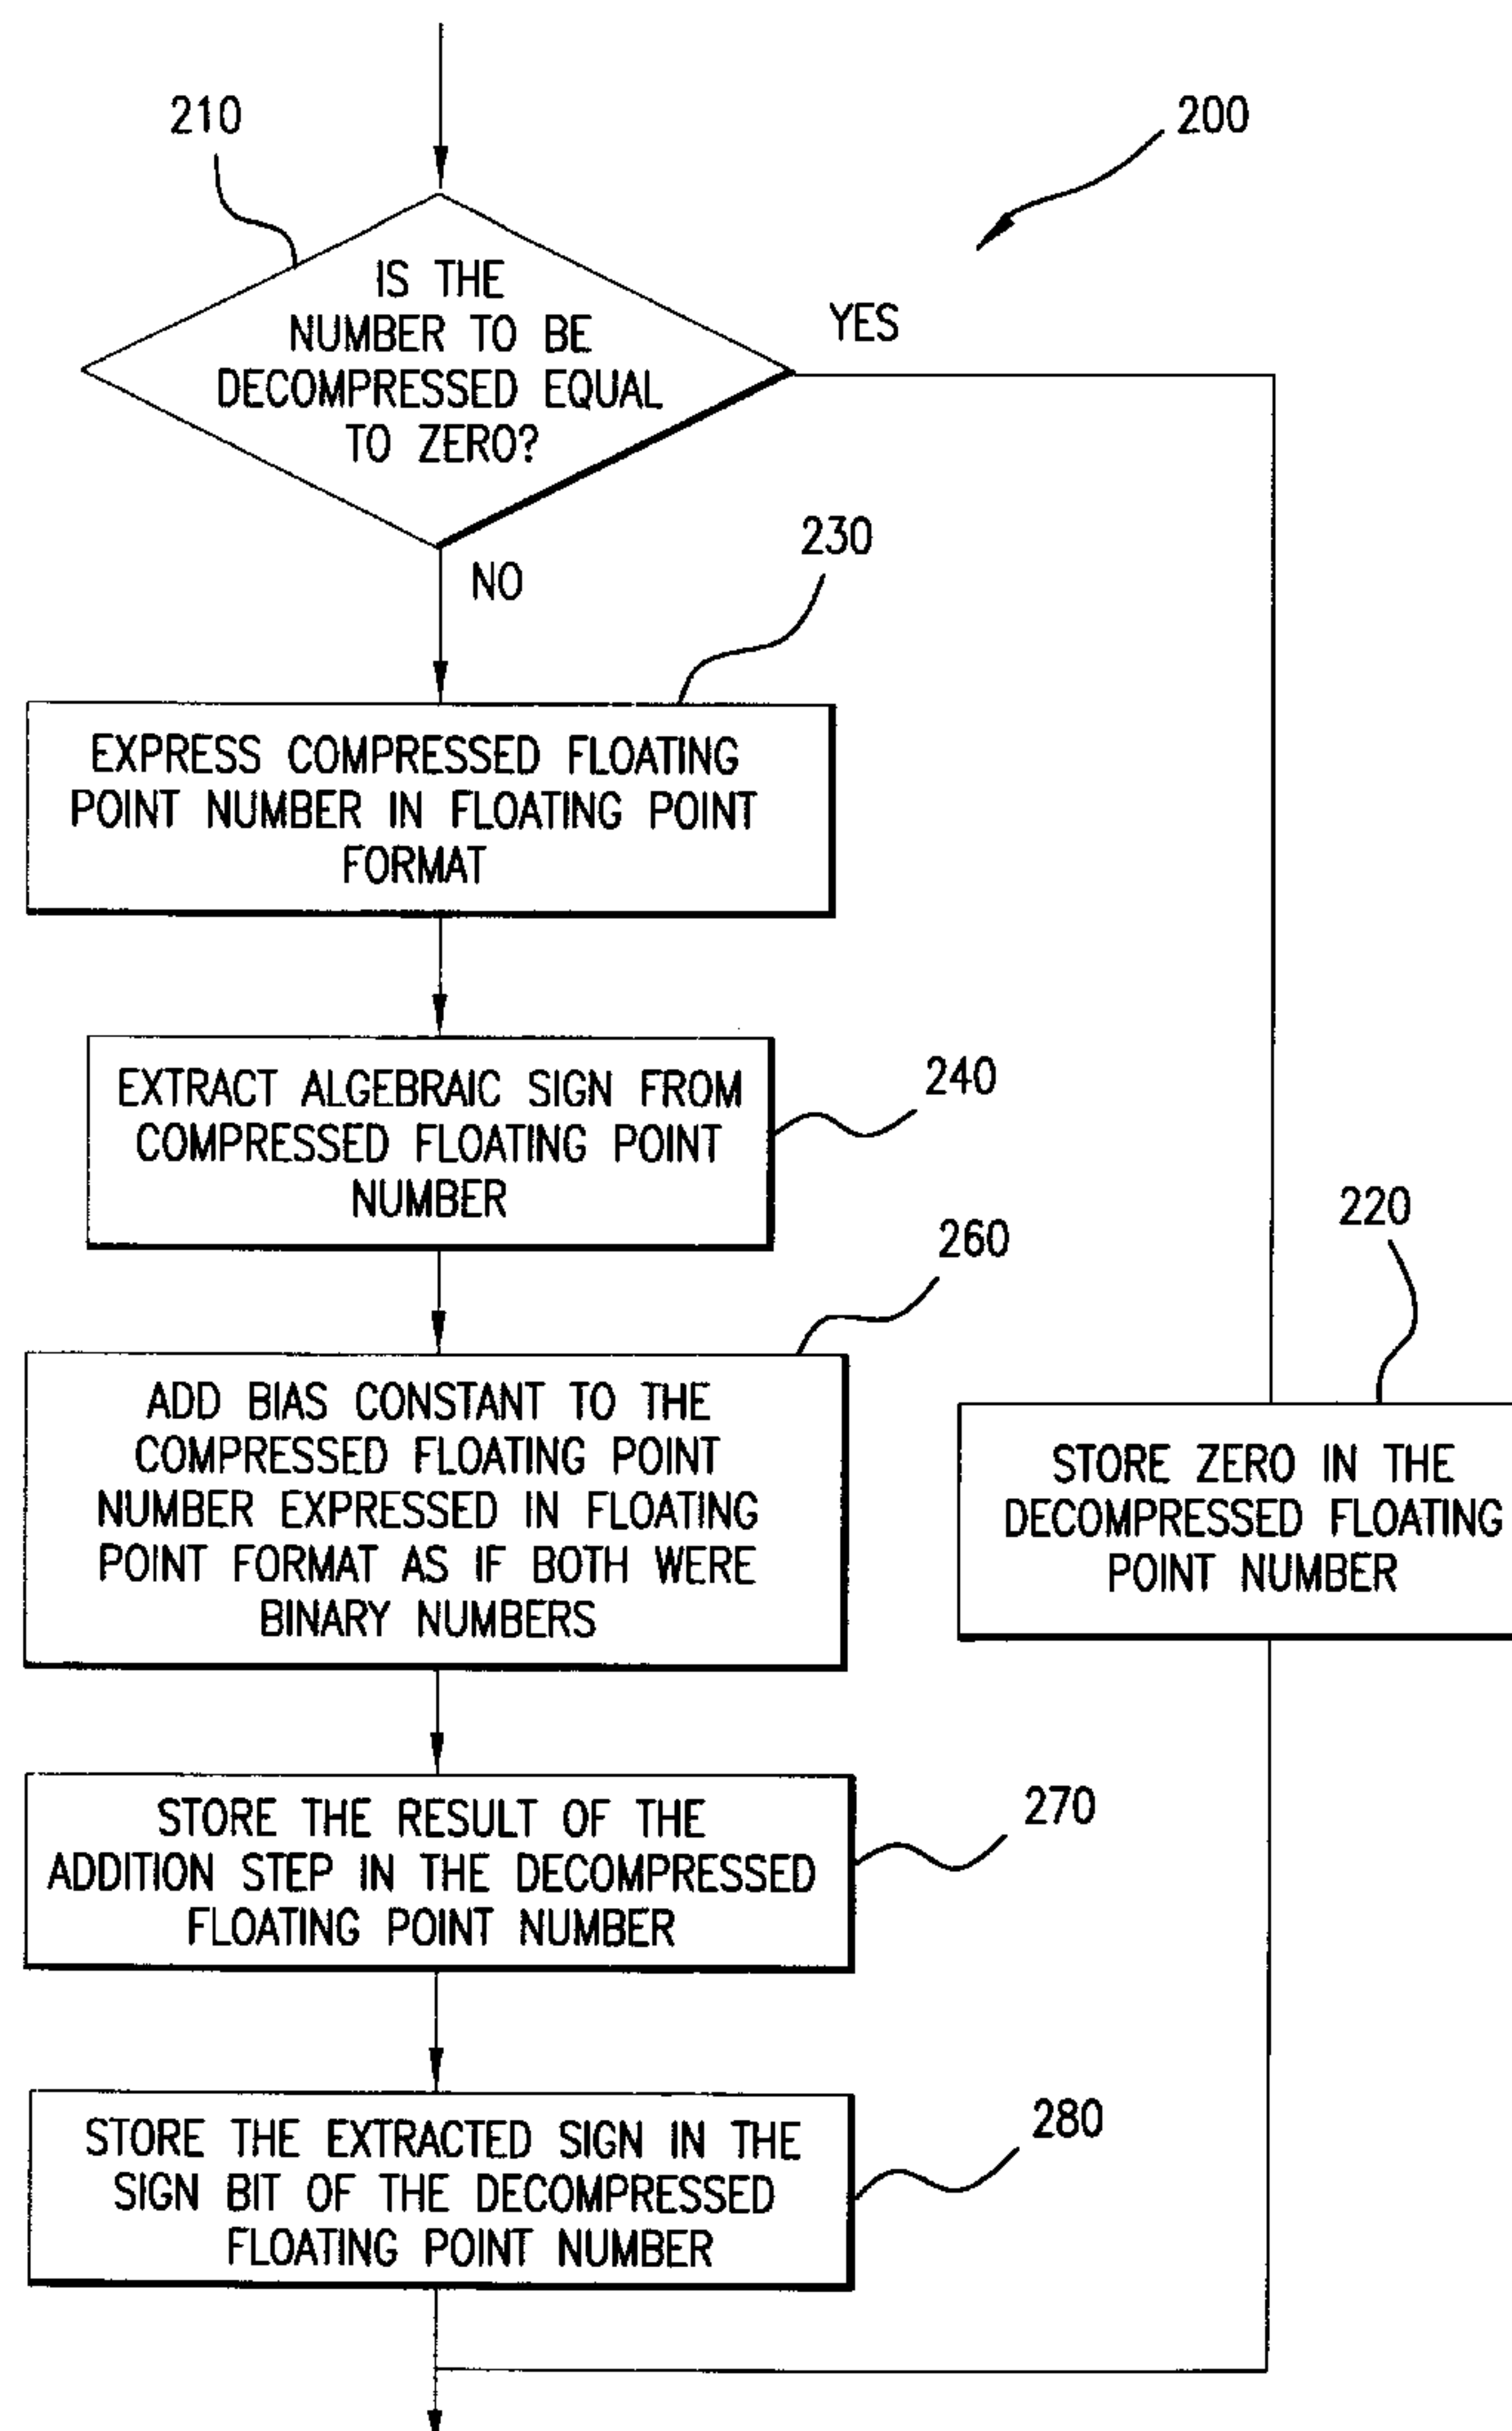 210
200
IS THE
NUMBER TO BE
DECOMPRESSED EQUAL
TO ZERO?
YES
NO
230
EXPRESS COMPRESSED FLOATING
POINT NUMBER IN FLOATING POINT
FORMAT
EXTRACT ALGEBRAIC SIGN FROM
COMPRESSED FLOATING POINT
NUMBER
240
260
ADD BIAS CONSTANT TO THE
COMPRESSED FLOATING POINT
NUMBER EXPRESSED IN FLOATING
POINT FORMAT AS IF BOTH WERE
BINARY NUMBERS
220
STORE ZERO IN THE
DECOMPRESSED FLOATING
POINT NUMBER
STORE THE RESULT OF THE
ADDITION STEP IN THE DECOMPRESSED
FLOATING POINT NUMBER
270
STORE THE EXTRACTED SIGN IN THE
SIGN BIT OF THE DECOMPRESSED
FLOATING POINT NUMBER
280